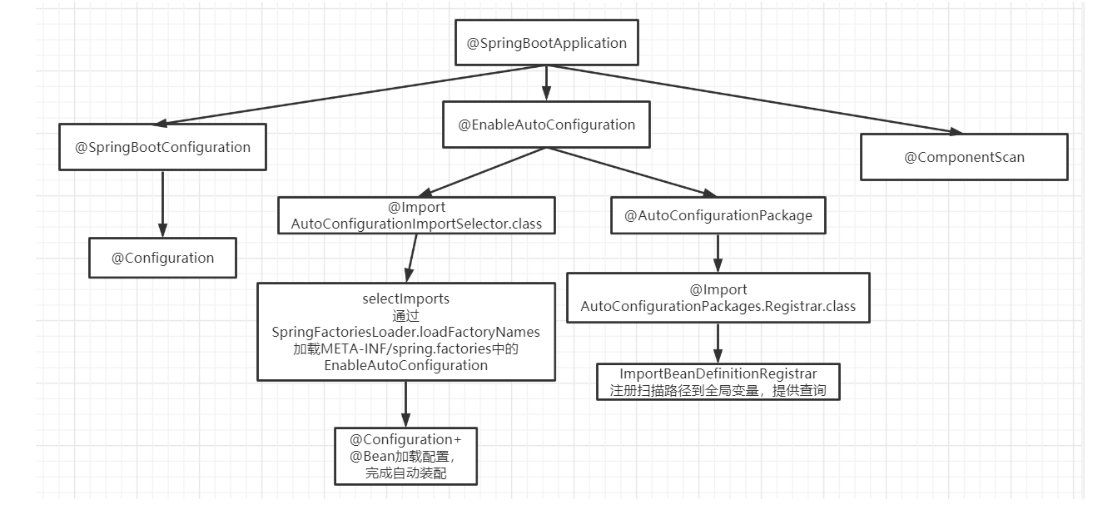 @SpringBootApplication
@SpringBootConfiguration
@EnableAutoConfiguration
@ComponentScan
@Configuration
@Import
AutoConfigurationImportSelector.class
@AutoConfigurationPackage
selectImports
通过
SpringFactoriesLoader.loadFactoryNames
加载META-INF/spring.factories中的
EnableAutoConfiguration
@Import
AutoConfigurationPackages.Registrar.class
ImportBeanDefinitionRegistrar
注册扫描路径到全局变量，提供查询
@Configuration+
@Bean加载配置，
完成自动装配